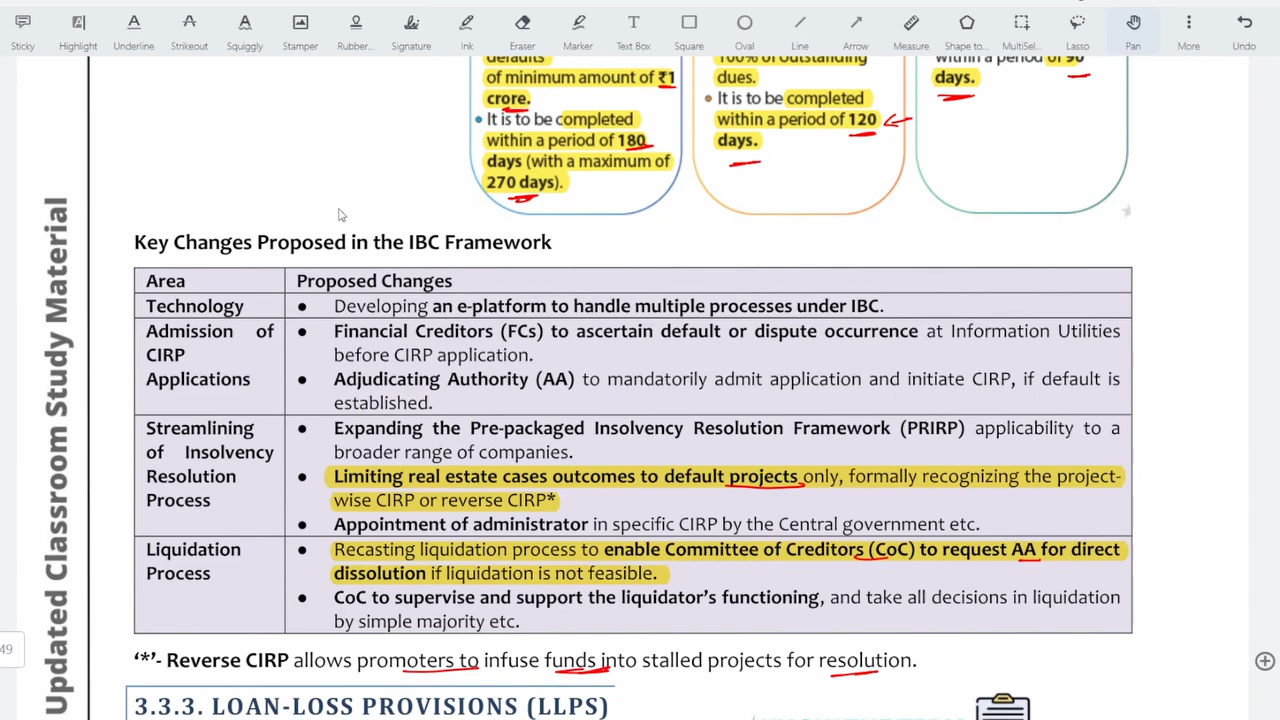 Sticky
Highlight
Underline
Strikeout
Squiggly
Stamper
Rubber...
Signature
Ink
Eraser
Marker
Text Box
Square
Oval
Line
Arrow
Measure
Shape to...
MultiSel...
Lasso
Pan
More
Undo
defaults
of minimum amount of ₹1
crore.
• It is to be completed
within a period of 180
days (with a maximum of
270 days).
100% of outstanding
dues.
• It is to be completed
within a period of 120
days.
within a period of 90
days.
Updated Classroom Study Material
Key Changes Proposed in the IBC Framework
Area
Proposed Changes
Technology
• Developing an e-platform to handle multiple processes under IBC.
Admission of
CIRP
Applications
• Financial Creditors (FCs) to ascertain default or dispute occurrence at Information Utilities
before CIRP application.
• Adjudicating Authority (AA) to mandatorily admit application and initiate CIRP, if default is
established.
Streamlining
of Insolvency
Resolution
Process
• Expanding the Pre-packaged Insolvency Resolution Framework (PRIRP) applicability to a
broader range of companies.
• Limiting real estate cases outcomes to default projects only, formally recognizing the project-
wise CIRP or reverse CIRP*
• Appointment of administrator in specific CIRP by the Central government etc.
Liquidation
Process
• Recasting liquidation process to enable Committee of Creditors (CoC) to request AA for direct
dissolution if liquidation is not feasible.
• CoC to supervise and support the liquidator's functioning, and take all decisions in liquidation
by simple majority etc.
49
'*'- Reverse CIRP allows promoters to infuse funds into stalled projects for resolution.
3.3.3. LOAN-LOSS PROVISIONS (LLPS)